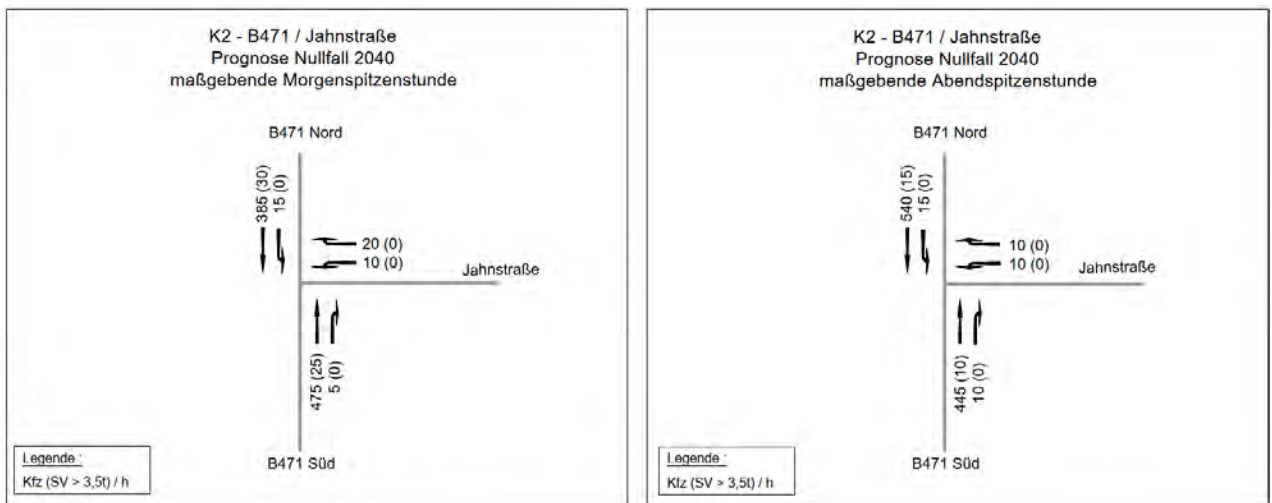 K2 - B471 / Jahnstraße
Prognose Nullfall 2040
maßgebende Morgenspitzenstunde
B471 Nord
385 (30)
15 (0)
20 (0)
10 (0)
Jahnstraße
475 (25)
5 (0)
B471 Süd
Legende :
Kfz (SV > 3,5t) / h
K2 - B471 / Jahnstraße
Prognose Nullfall 2040
maßgebende Abendspitzenstunde
B471 Nord
540 (15)
15 (0)
10 (0)
10 (0)
Jahnstraße
445 (10)
10 (0)
B471 Süd
Legende :
Kfz (SV > 3,5t) / h